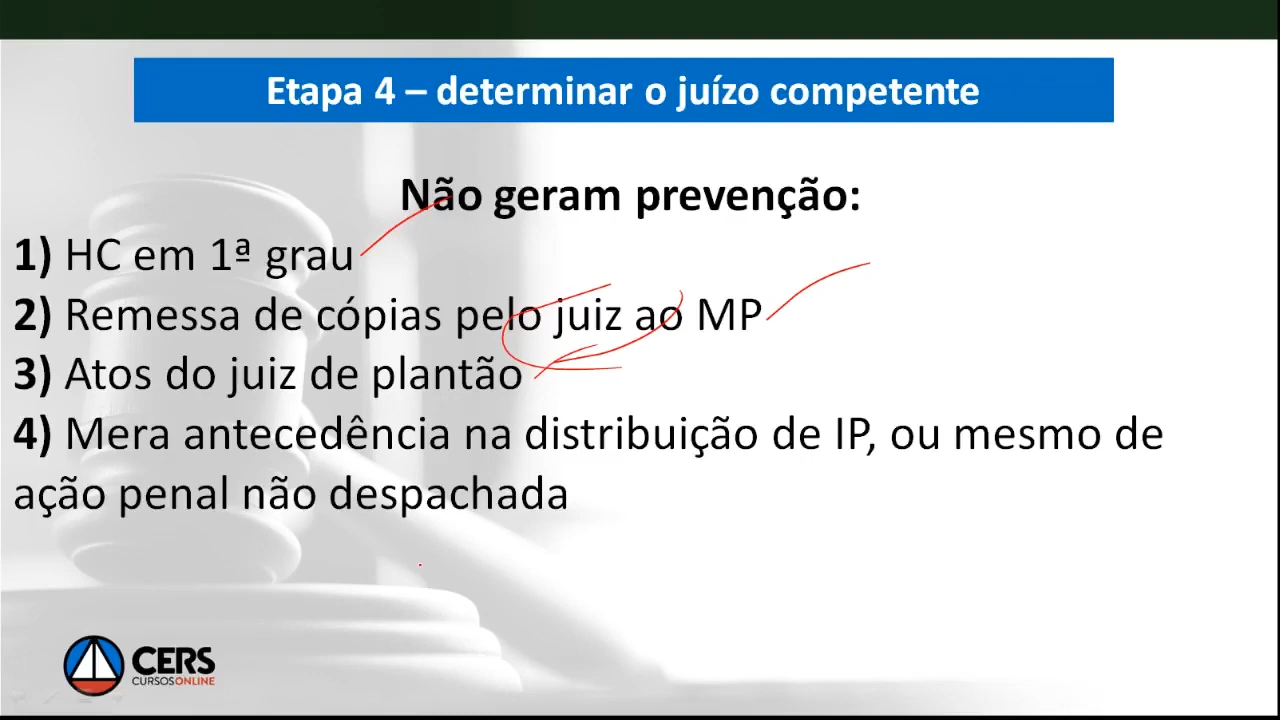 Etapa 4 – determinar o juízo competente
Não geram prevenção:
1) HC em 1ª grau
2) Remessa de cópias pelo juiz ao MP
3) Atos do juiz de plantão
4) Mera antecedência na distribuição de IP, ou mesmo de
ação penal não despachada
CERS
CURSOS ONLINE